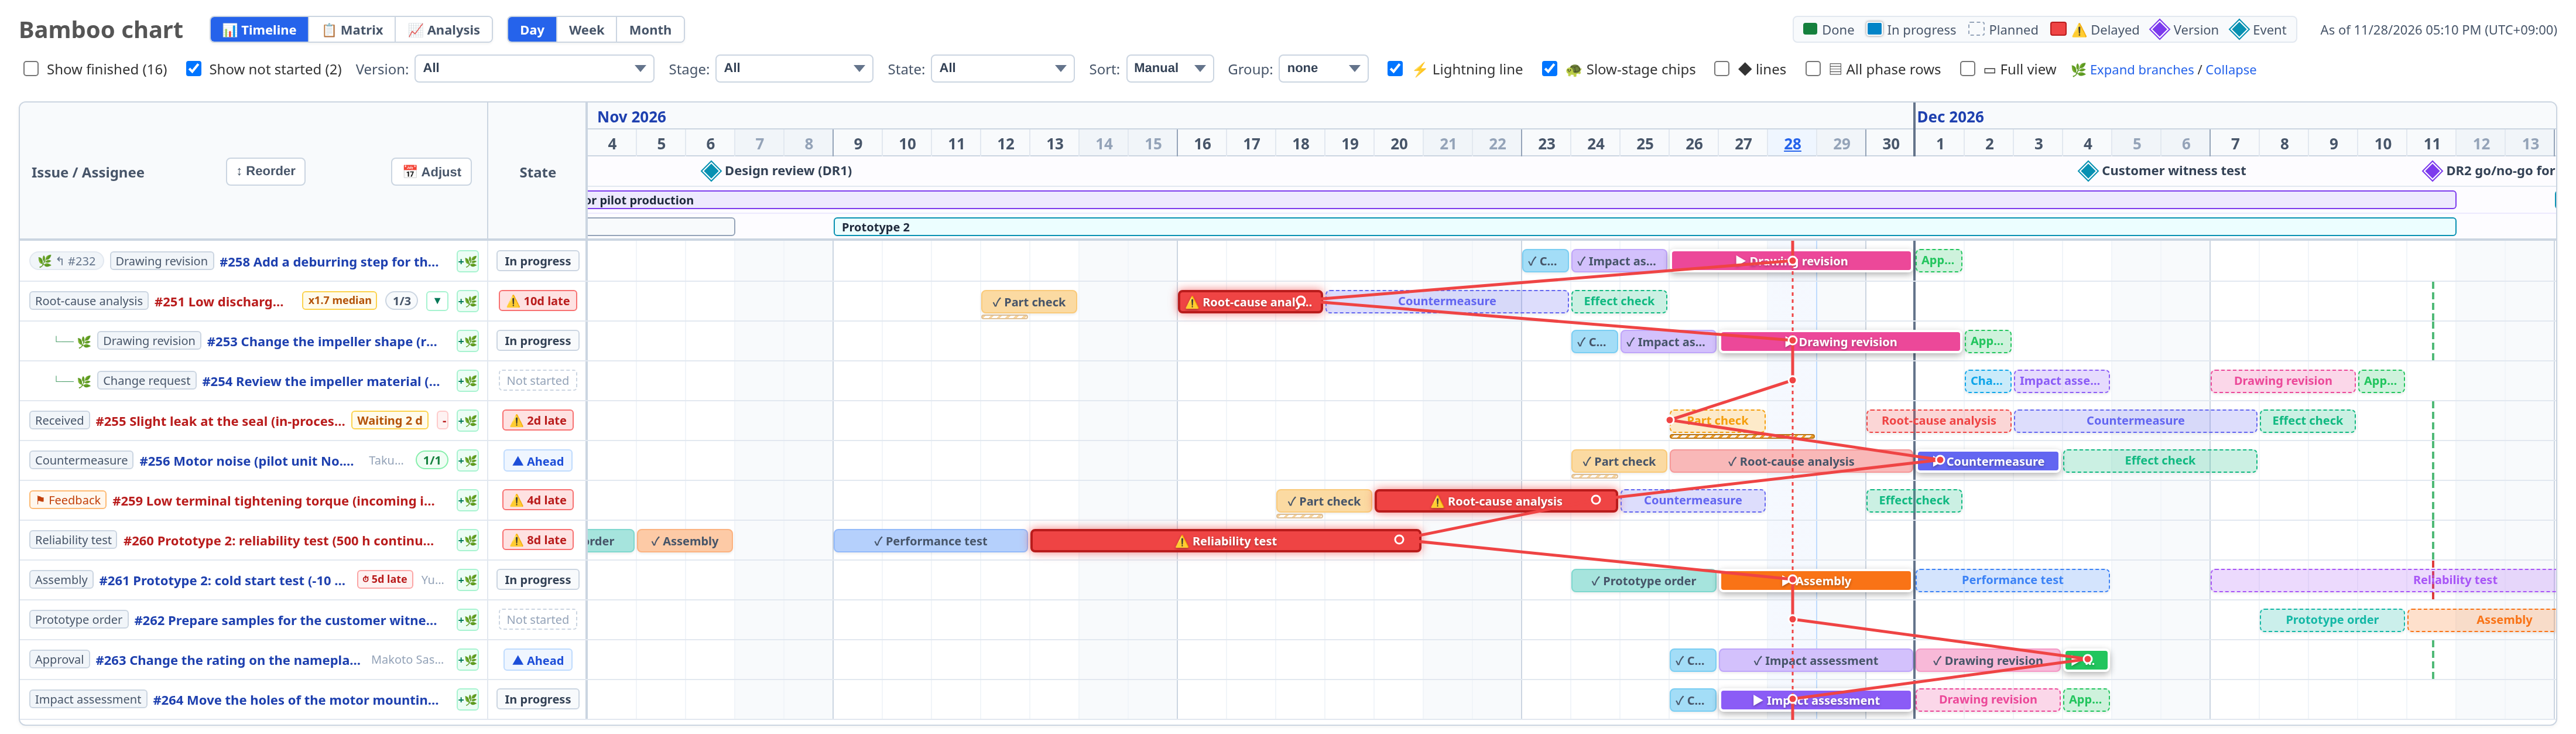 Bamboo chart 📊 Timeline 📋 Matrix 📈 Analysis Day Week Month Done In progress Planned ⚠️ Delayed Version Event As of 11/28/2026 05:10 PM (UTC+09:00)
Show finished (16) Show not started (2) Version: All Stage: All State: All Sort: Manual Group: none ⚡ Lightning line 🐢 Slow-stage chips ◆ lines ▤ All phase rows ▭ Full view 🌿 Expand branches / Collapse
Nov 2026 Dec 2026
4 5 6 7 8 9 10 11 12 13 14 15 16 17 18 19 20 21 22 23 24 25 26 27 28 29 30 1 2 3 4 5 6 7 8 9 10 11 12 13
Issue / Assignee ↕ Reorder 📅 Adjust State
Design review (DR1) Customer witness test DR2 go/no-go for
or pilot production
Prototype 2
🌿 ↰ #232 Drawing revision #258 Add a deburring step for th... +🌿 In progress ✓ C... ✓ Impact as... ▶ Drawing revision App...
Root-cause analysis #251 Low discharg... x1.7 median 1/3 ▼ +🌿 ⚠️ 10d late ✓ Part check ⚠️ Root-cause analy... Countermeasure Effect check
🌿 Drawing revision #253 Change the impeller shape (r... +🌿 In progress ✓ C... ✓ Impact as... ▶ Drawing revision App...
🌿 Change request #254 Review the impeller material (... +🌿 Not started Cha... Impact asse... Drawing revision App...
Received #255 Slight leak at the seal (in-proces... Waiting 2 d - +🌿 ⚠️ 2d late Part check Root-cause analysis Countermeasure Effect check
Countermeasure #256 Motor noise (pilot unit No.... Taku... 1/1 +🌿 ▲ Ahead ✓ Part check ✓ Root-cause analysis ▶ Countermeasure Effect check
⚑ Feedback #259 Low terminal tightening torque (incoming i... +🌿 ⚠️ 4d late ✓ Part check ⚠️ Root-cause analysis Countermeasure Effect check
Reliability test #260 Prototype 2: reliability test (500 h continu... +🌿 ⚠️ 8d late order ✓ Assembly ✓ Performance test ⚠️ Reliability test
Assembly #261 Prototype 2: cold start test (-10 ... 5d late Yu... +🌿 In progress ✓ Prototype order ▶ Assembly Performance test Reliability test
Prototype order #262 Prepare samples for the customer witne... +🌿 Not started Prototype order Assembly
Approval #263 Change the rating on the namepla... Makoto Sas... +🌿 ▲ Ahead ✓ C... ✓ Impact assessment ✓ Drawing revision
Impact assessment #264 Move the holes of the motor mountin... +🌿 In progress ✓ C... ▶ Impact assessment Drawing revision App...